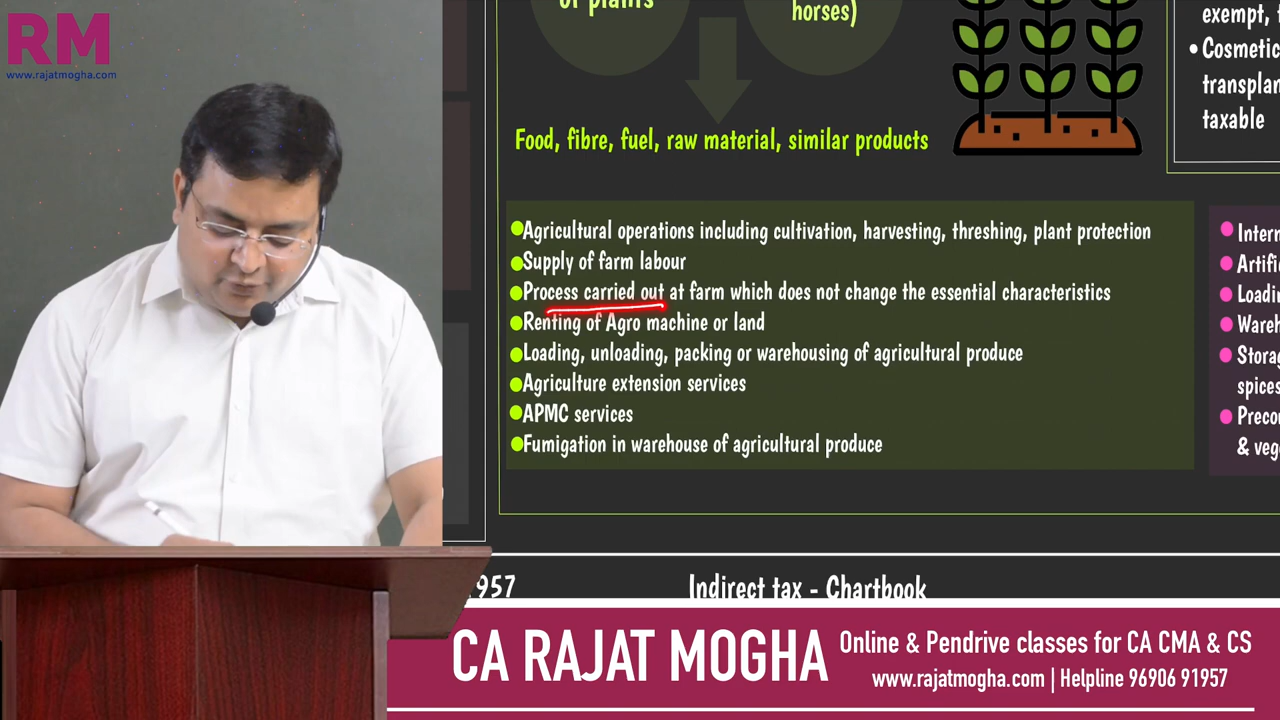 RM
www.rajatmogha.com
of plants
horses)
exempt,
• Cosmetic
taxable
Food, fibre, fuel, raw material, similar products
Agricultural operations including cultivation, harvesting, threshing, plant protection
Supply of farm labour
Process carried out at farm which does not change the essential characteristics
Renting of Agro machine or land
Loading, unloading, packing or warehousing of agricultural produce
Agriculture extension services
APMC services
Fumigation in warehouse of agricultural produce
spices
& veg
957
Indirect tax - Chartbook
CA RAJAT MOGHA
Online & Pendrive classes for CA CMA & CS
www.rajatmogha.com | Helpline 96906 91957